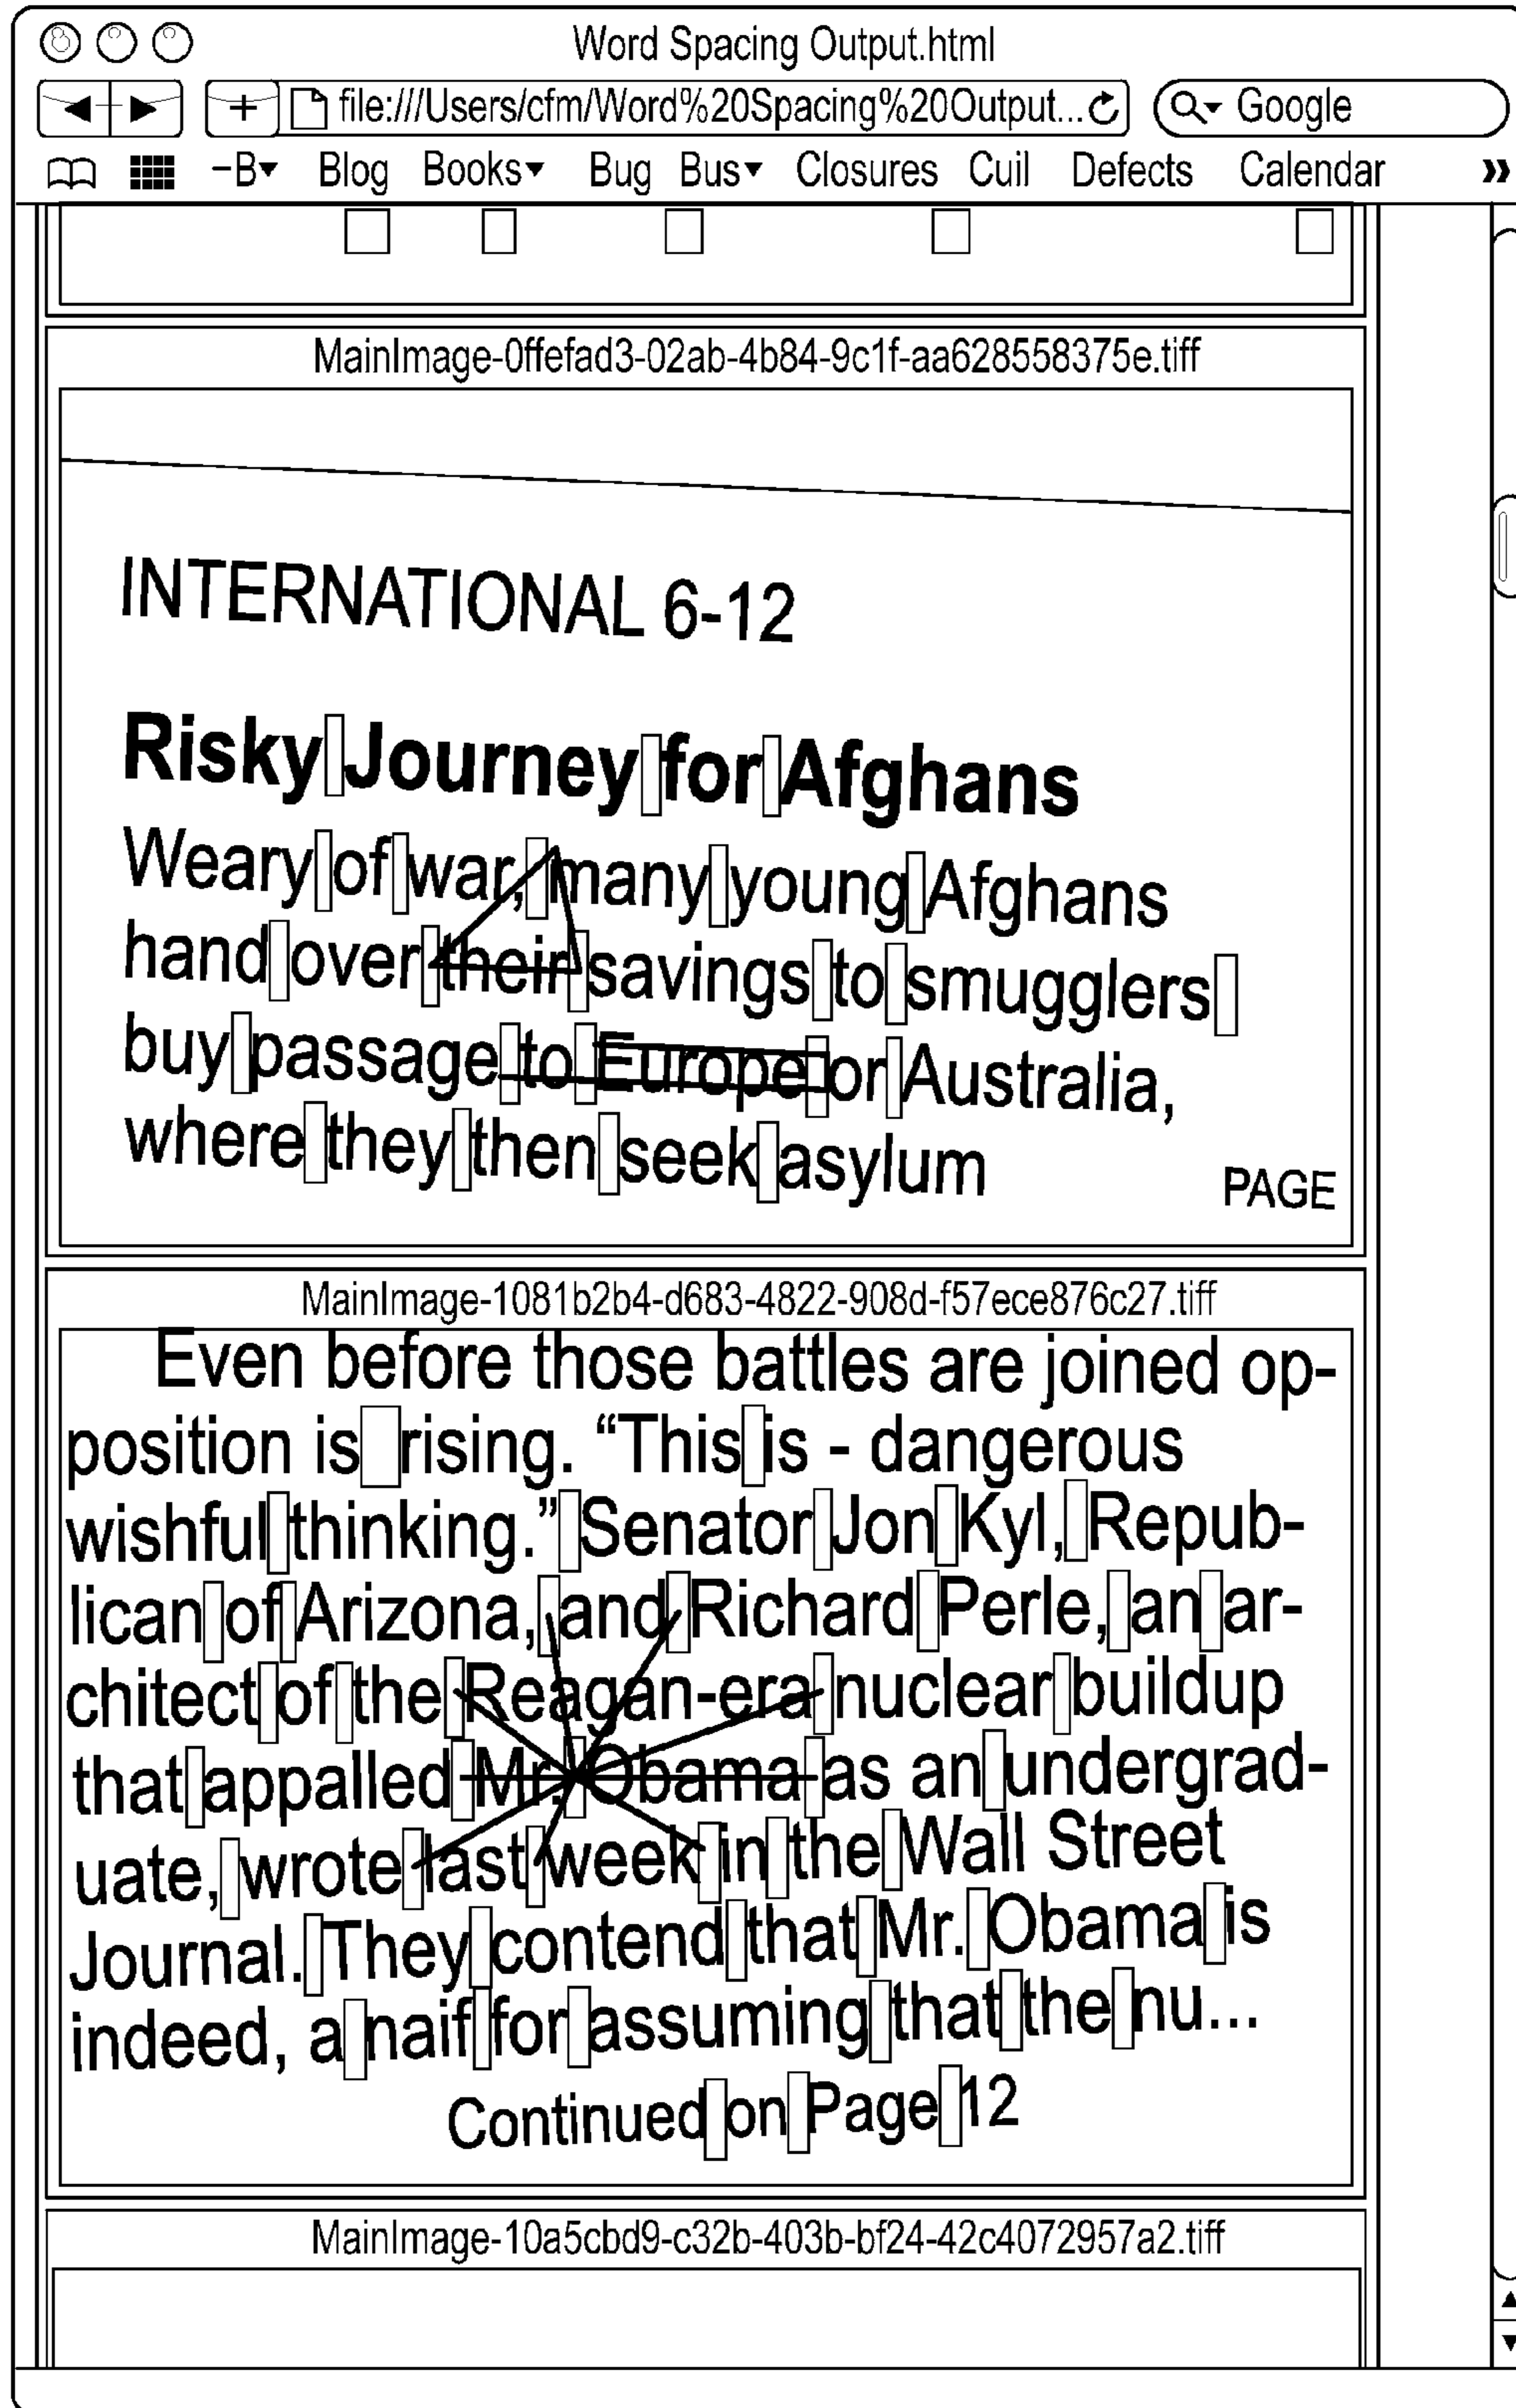 Word Spacing Output.html
file:///Users/cfm/Word%20Spacing%20Output... Google
–B▾ Blog Books▾ Bug Bus▾ Closures Cuil Defects Calendar »
MainImage-0ffefad3-02ab-4b84-9c1f-aa628558375e.tiff
INTERNATIONAL 6-12
Risky Journey for Afghans
Weary of war, many young Afghans
hand over their savings to smugglers
buy passage to Europe or Australia,
where they then seek asylum
PAGE
MainImage-1081b2b4-d683-4822-908d-f57ece876c27.tiff
Even before those battles are joined op-
position is rising. “This is - dangerous
wishful thinking.” Senator Jon Kyl, Repub-
lican of Arizona, and Richard Perle, an ar-
chitect of the Reagan-era nuclear buildup
that appalled Mr. Obama as an undergrad-
uate, wrote last week in the Wall Street
Journal. They contend that Mr. Obama is
indeed, a naif for assuming that the nu...
Continued on Page 12
MainImage-10a5cbd9-c32b-403b-bf24-42c4072957a2.tiff